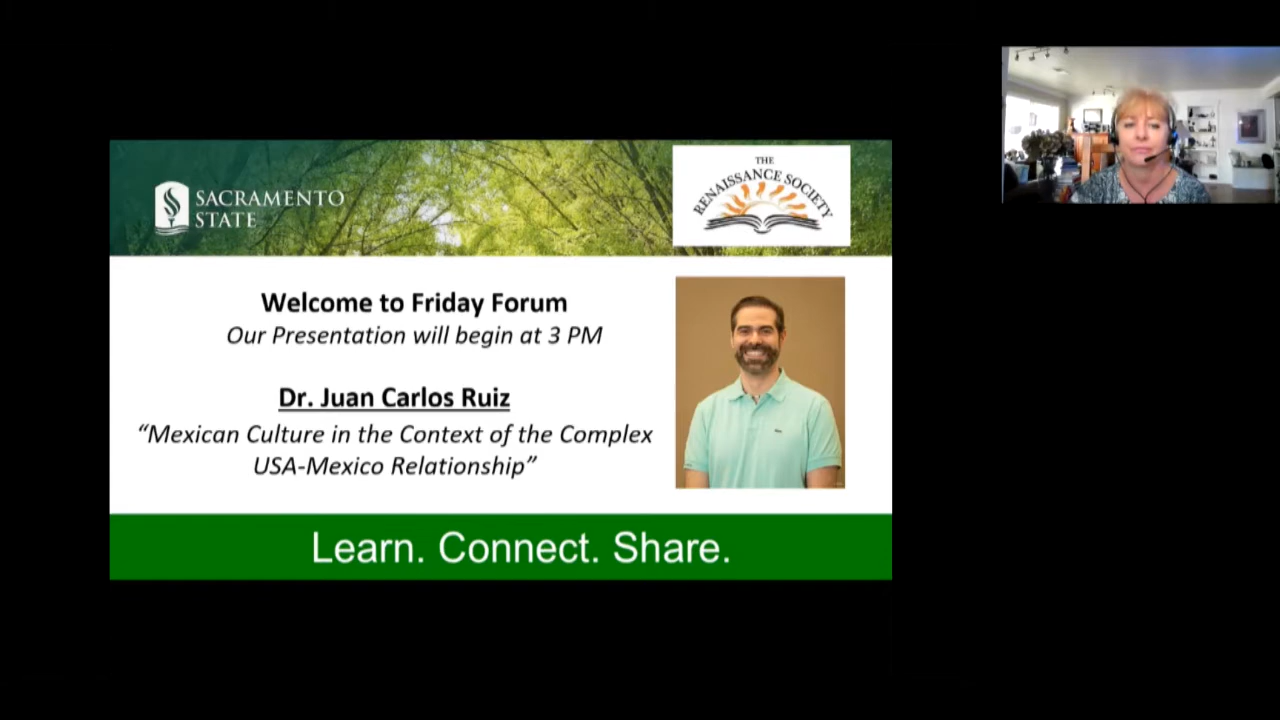 SACRAMENTO
STATE
THE
RENAISSANCE SOCIETY
Welcome to Friday Forum
Our Presentation will begin at 3 PM
Dr. Juan Carlos Ruiz
“Mexican Culture in the Context of the Complex
USA-Mexico Relationship”
Learn. Connect. Share.